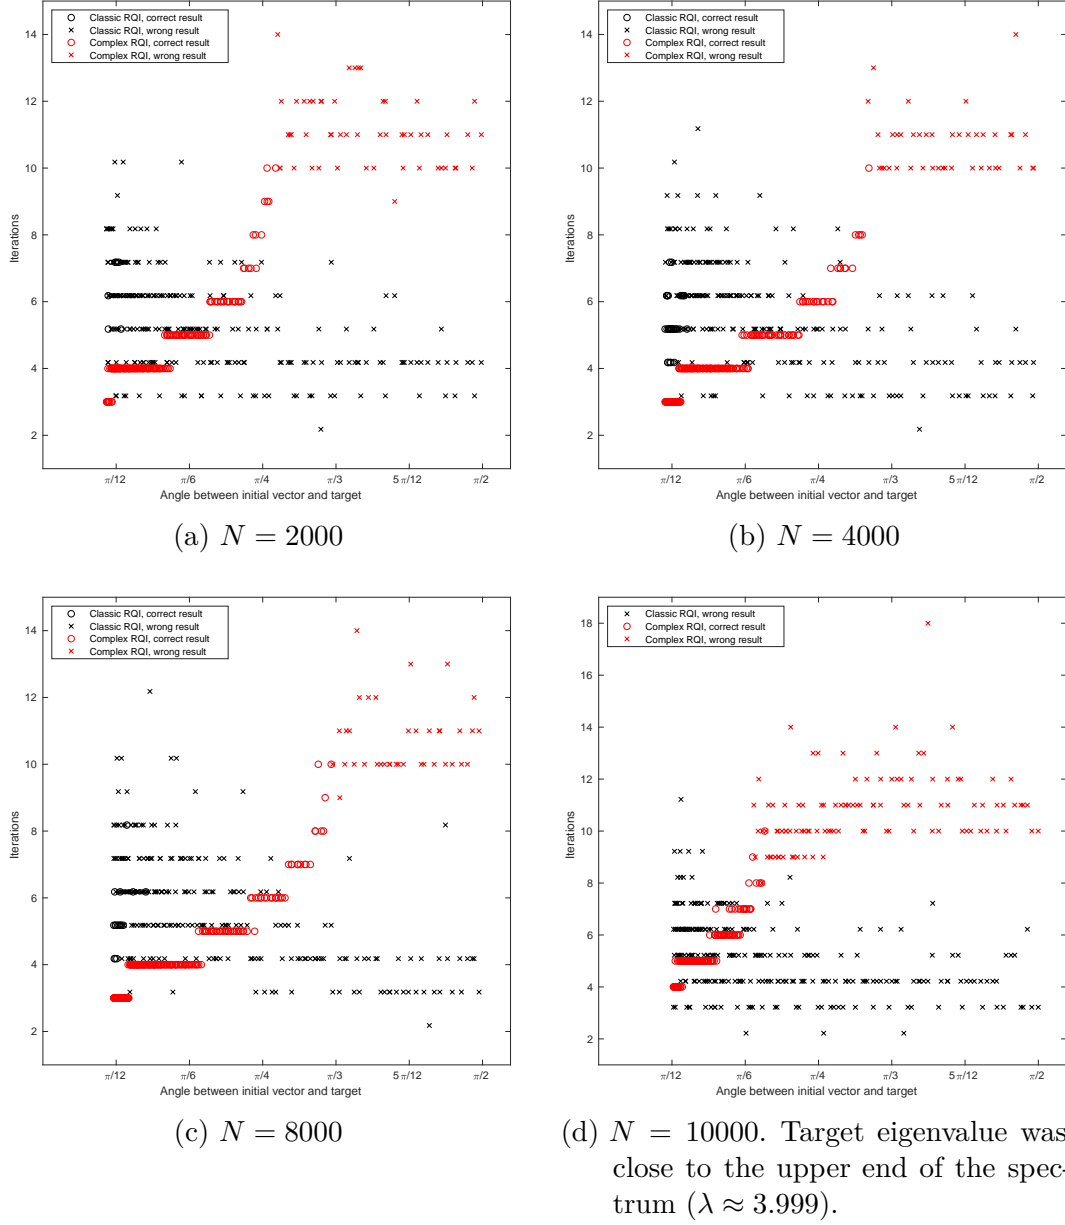 Classic RQI, correct result
Classic RQI, wrong result
Complex RQI, correct result
Complex RQI, wrong result
14
12
10
8
6
4
2
Iterations
π/12
π/6
π/4
π/3
5 π/12
π/2
Angle between initial vector and target
(a) N = 2000
Classic RQI, correct result
Classic RQI, wrong result
Complex RQI, correct result
Complex RQI, wrong result
14
12
10
8
6
4
2
Iterations
π/12
π/6
π/4
π/3
5 π/12
π/2
Angle between initial vector and target
(b) N = 4000
Classic RQI, correct result
Classic RQI, wrong result
Complex RQI, correct result
Complex RQI, wrong result
14
12
10
8
6
4
2
Iterations
π/12
π/6
π/4
π/3
5 π/12
π/2
Angle between initial vector and target
(c) N = 8000
Classic RQI, wrong result
Complex RQI, correct result
Complex RQI, wrong result
18
16
14
12
10
8
6
4
2
Iterations
π/12
π/6
π/4
π/3
5 π/12
π/2
Angle between initial vector and target
(d) N = 10000. Target eigenvalue was
close to the upper end of the spec-
trum (λ ≈ 3.999).